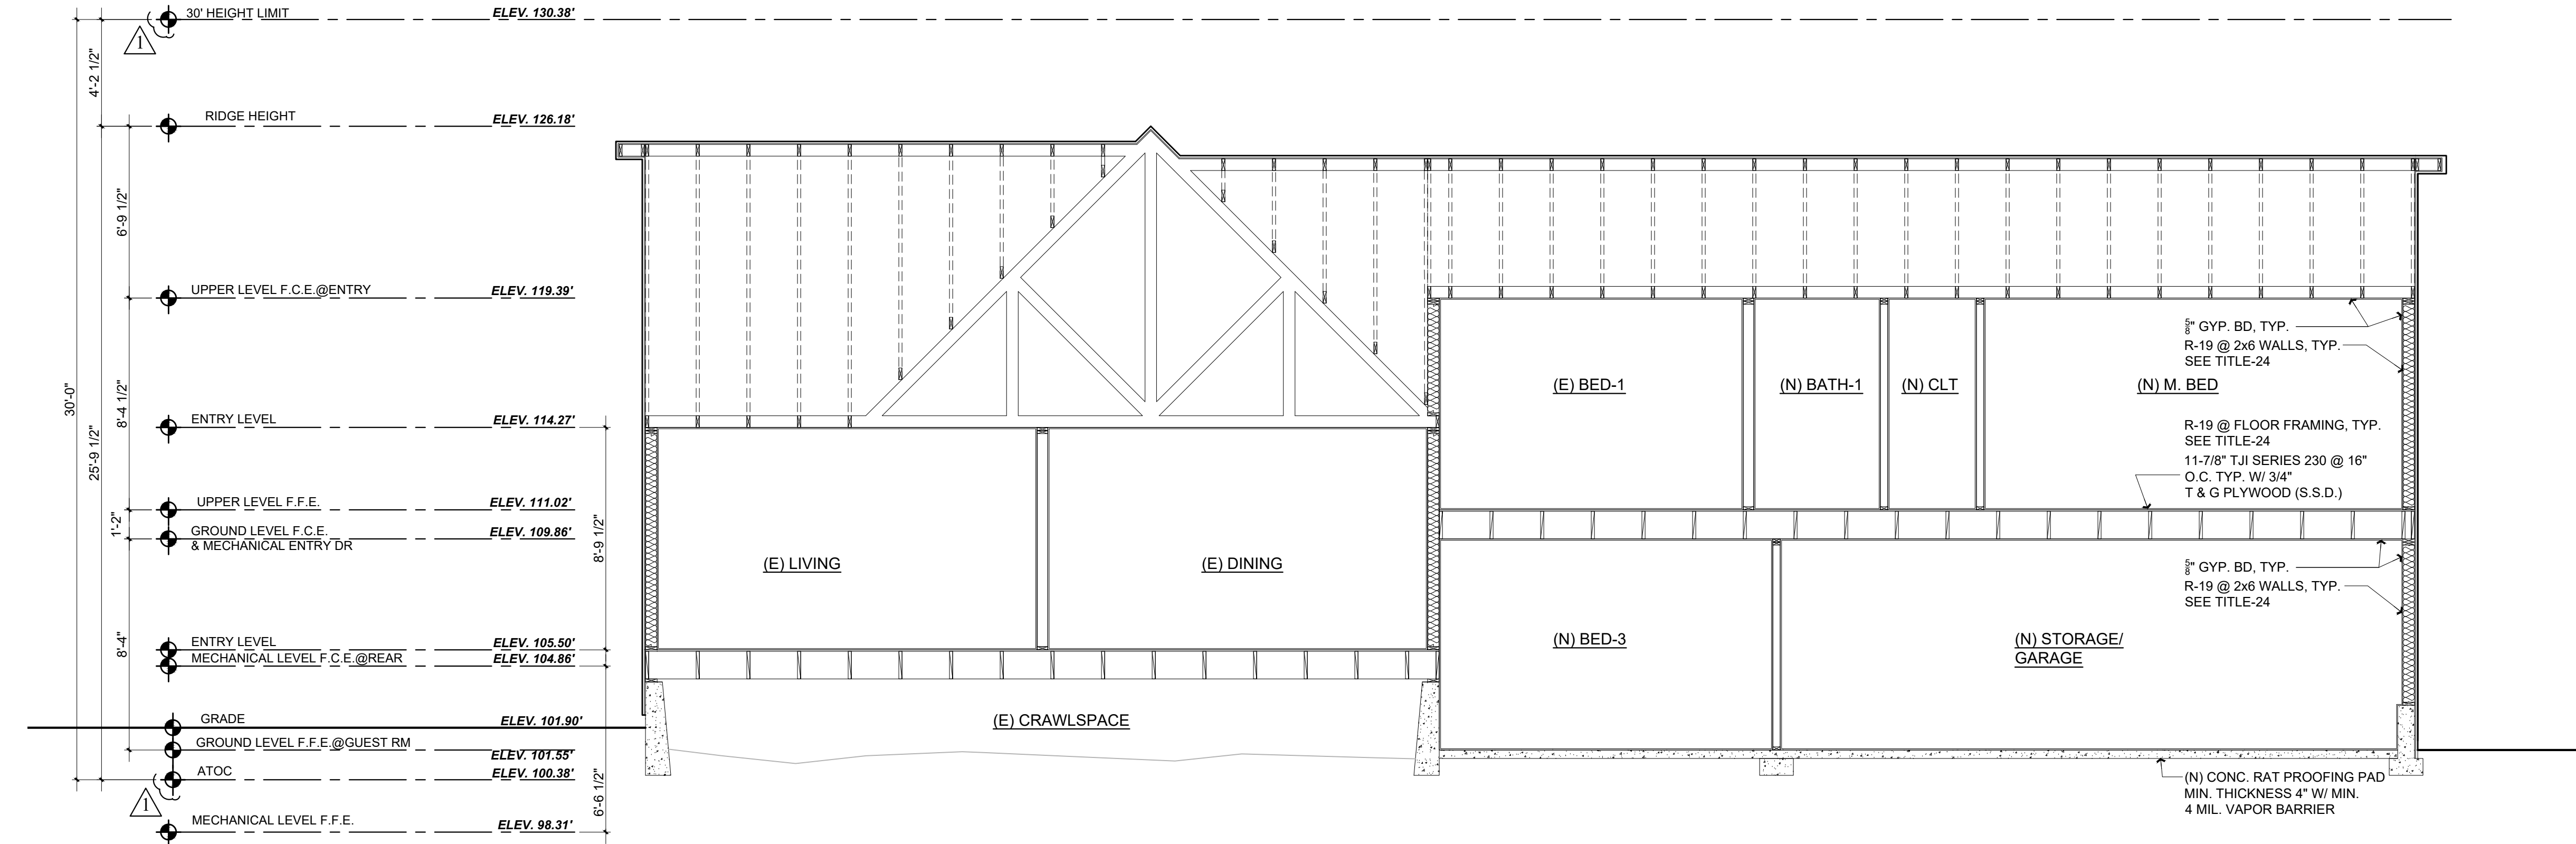 30' HEIGHT LIMIT
ELEV. 130.38'
1
4'-2 1/2"
RIDGE HEIGHT
ELEV. 126.18'
6'-9 1/2"
UPPER LEVEL F.C.E.@ENTRY
ELEV. 119.39'
30'-0"
25'-9 1/2"
8'-4 1/2"
ENTRY LEVEL
ELEV. 114.27'
UPPER LEVEL F.F.E.
ELEV. 111.02'
1'-2"
GROUND LEVEL F.C.E.
& MECHANICAL ENTRY DR
ELEV. 109.86'
8'-9 1/2"
8'-4"
ENTRY LEVEL
ELEV. 105.50'
MECHANICAL LEVEL F.C.E.@REAR
ELEV. 104.86'
GRADE
ELEV. 101.90'
GROUND LEVEL F.F.E.@GUEST RM
ELEV. 101.55'
ATOC
ELEV. 100.38'
1
6'-6 1/2"
MECHANICAL LEVEL F.F.E.
ELEV. 98.31'
(E) LIVING
(E) DINING
(E) CRAWLSPACE
(E) BED-1
(N) BATH-1
(N) CLT
(N) M. BED
5/8" GYP. BD, TYP.
R-19 @ 2x6 WALLS, TYP.
SEE TITLE-24
R-19 @ FLOOR FRAMING, TYP.
SEE TITLE-24
11-7/8" TJI SERIES 230 @ 16"
O.C. TYP. W/ 3/4"
T & G PLYWOOD (S.S.D.)
5/8" GYP. BD, TYP.
R-19 @ 2x6 WALLS, TYP.
SEE TITLE-24
(N) BED-3
(N) STORAGE/
GARAGE
(N) CONC. RAT PROOFING PAD
MIN. THICKNESS 4" W/ MIN.
4 MIL. VAPOR BARRIER